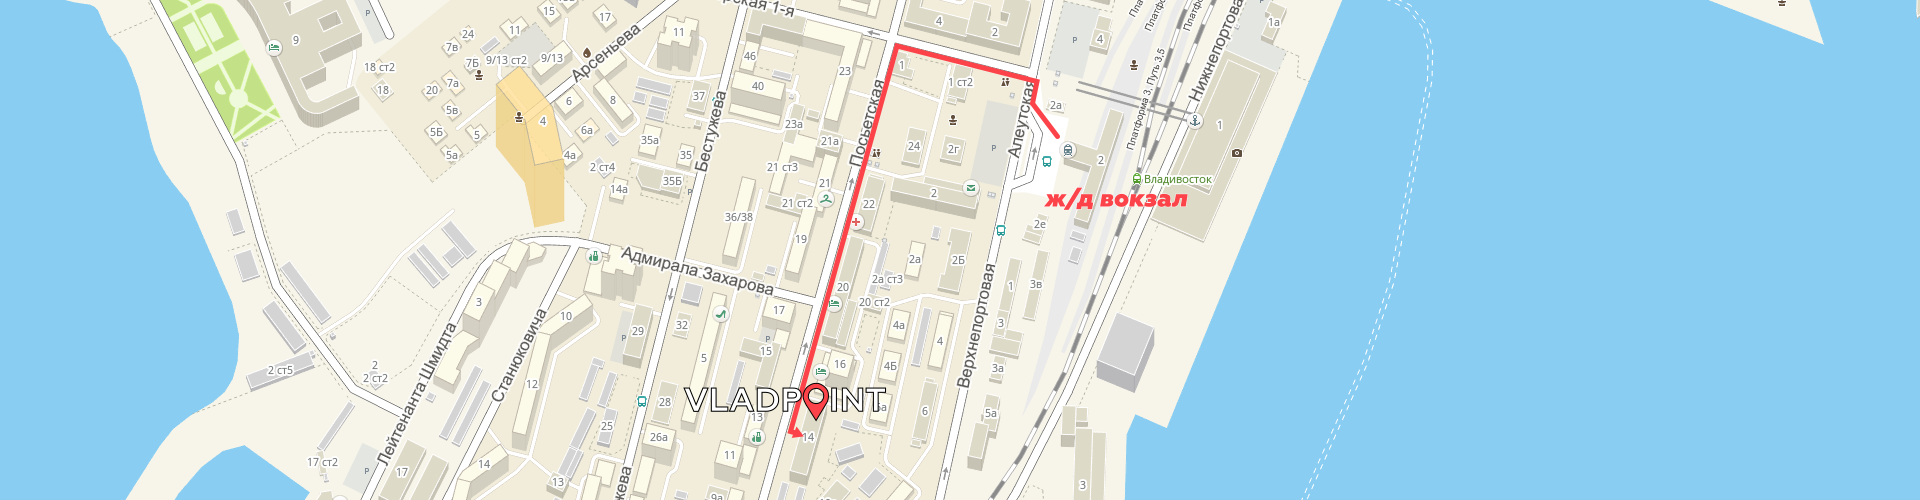 рская 1-я
Арсеньева
Бестужева
Посьетская
Алеутская
Нижнепортовая
Платформа 3, Путь 3,5
Владивосток
ж/д вокзал
Адмирала Захарова
Верхнепортовая
Лейтенанта Шмидта
Станюковича
VLADPOINT
жева
9
15
17
24
11
7в
7Б
9/13 ст2
9/13
18 ст2
18
20
7а
5в
5Б
5
5а
6
8
4
6а
4а
2 ст4
14а
11
46
40
37
35а
35
35Б
23
23а
21а
21 ст3
21
21 ст2
36/38
19
22
1
1 ст2
24
2г
2
4
2
4
2а
2
1а
1
2е
2а
2Б
2а ст3
20
20 ст2
1
3в
3
3а
4а
4
4Б
16
17
15
5
32
29
10
3
12
2
2 ст2
2 ст5
28
25
26а
13
11
14
6
5а
3
17 ст2
17
14
13
9а
P